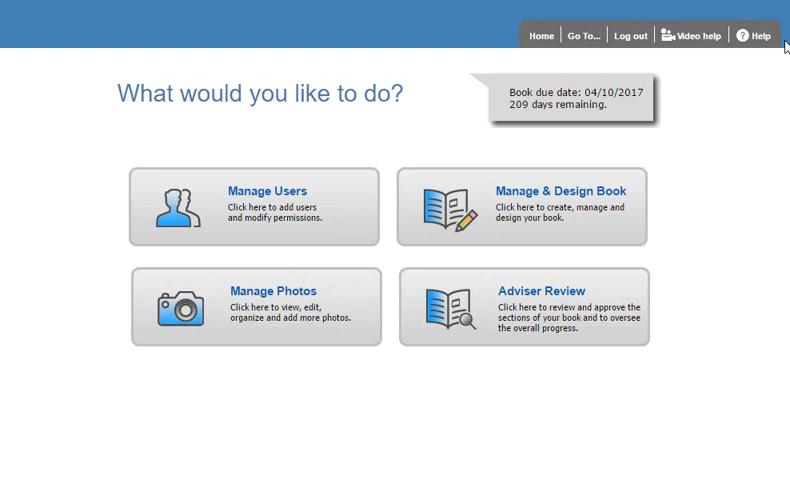 Home Go To... Log out Video help ? Help
What would you like to do?
Book due date: 04/10/2017
209 days remaining.
Manage Users
Click here to add users
and modify permissions.
Manage & Design Book
Click here to create, manage and
design your book.
Manage Photos
Click here to view, edit,
organize and add more photos.
Adviser Review
Click here to review and approve the
sections of your book and to oversee
the overall progress.